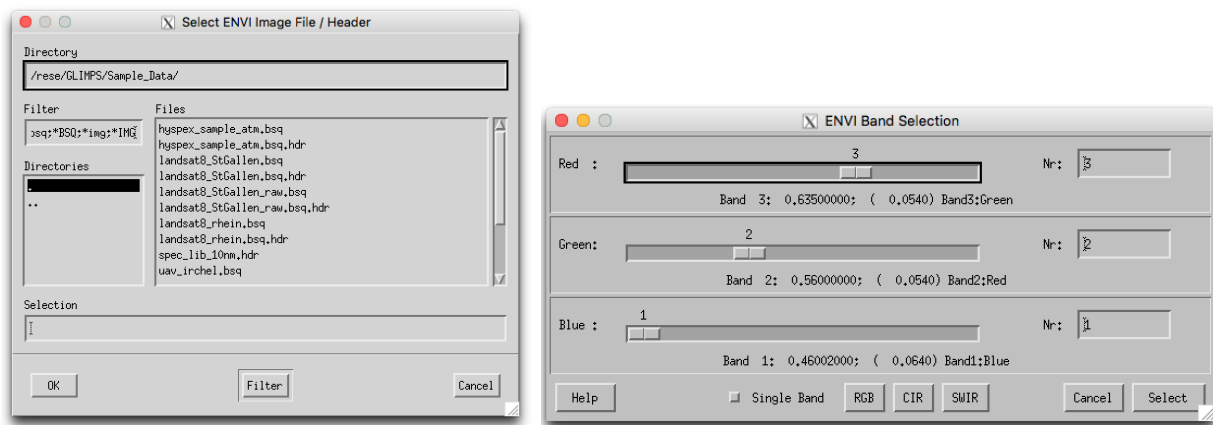 Select ENVI Image File / Header
Directory
/rese/GLIMPS/Sample_Data/
Filter
Files
osq;*BSQ;*img;*IMG
hyspex_sample_atm.bsq
hyspex_sample_atm.bsq.hdr
landsat8_StGallen.bsq
landsat8_StGallen.hdr
landsat8_StGallen_raw.bsq
landsat8_StGallen_raw.bsq.hdr
landsat8_rhein.bsq
landsat8_rhein.bsq.hdr
spec_lib_10nm.hdr
uav_irchel.bsq
Directories
.
..
Selection
OK
Filter
Cancel
ENVI Band Selection
Red :
3
Nr: 3
Band 3: 0.63500000; ( 0.0540) Band3:Green
Green:
2
Nr: 2
Band 2: 0.56000000; ( 0.0540) Band2:Red
Blue :
1
Nr: 1
Band 1: 0.46002000; ( 0.0640) Band1:Blue
Help
Single Band
RGB
CIR
SWIR
Cancel
Select